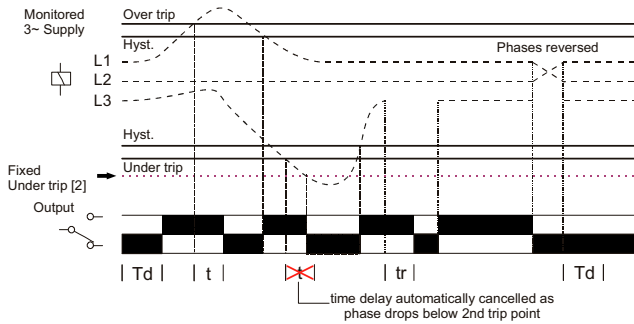 Monitored
3~ Supply
Over trip
Hyst.
L1
L2
L3
Phases reversed
Hyst.
Under trip
Fixed
Under trip [2]
Output
Td
t
t
tr
Td
time delay automatically cancelled as
phase drops below 2nd trip point